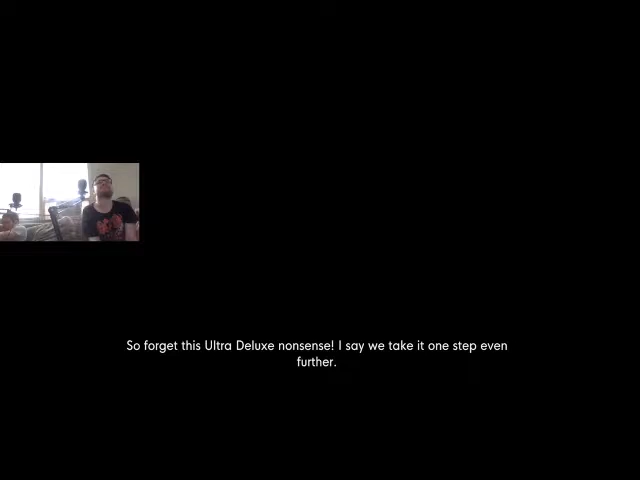 So forget this Ultra Deluxe nonsense! I say we take it one step even
further.